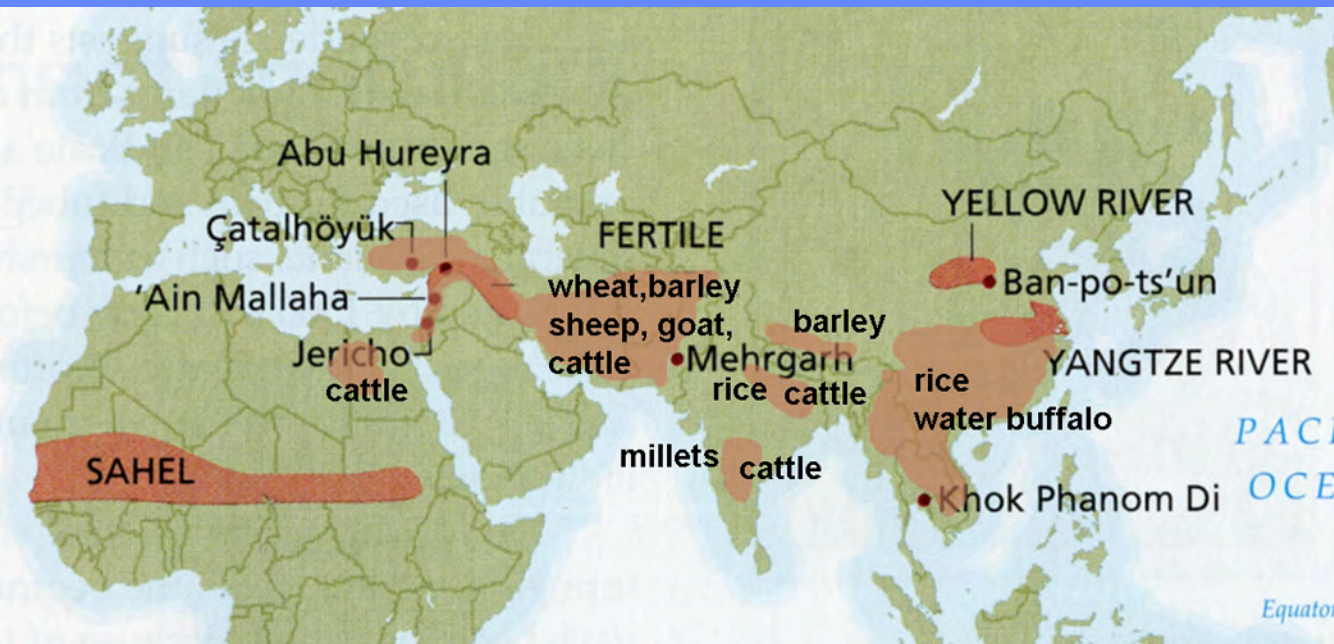 Abu Hureyra
YELLOW RIVER
Çatalhöyük
FERTILE
'Ain Mallaha
wheat,barley
Ban-po-ts'un
sheep, goat,
barley
Jericho
cattle
Mehrgarh
YANGTZE RIVER
cattle
rice
cattle
rice
water buffalo
PACI
millets
cattle
SAHEL
OCE
Khok Phanom Di
Equator